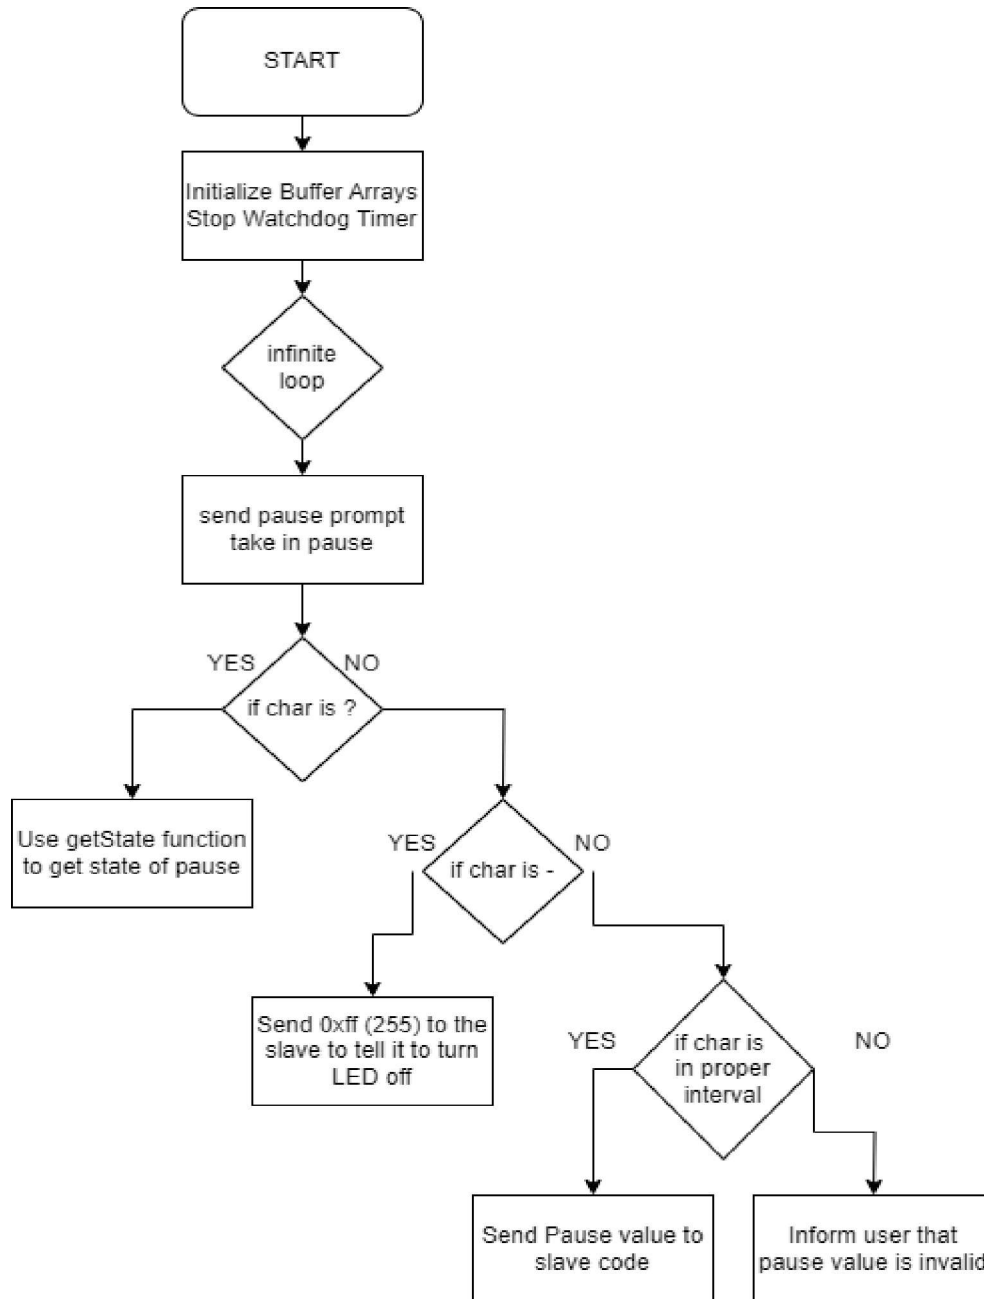 START
Initialize Buffer Arrays
Stop Watchdog Timer
infinite
loop
send pause prompt
take in pause
YES
NO
if char is ?
Use getState function
to get state of pause
YES
NO
if char is -
Send 0xff (255) to the
slave to tell it to turn
LED off
YES
NO
if char is
in proper
interval
Send Pause value to
slave code
Inform user that
pause value is invalid